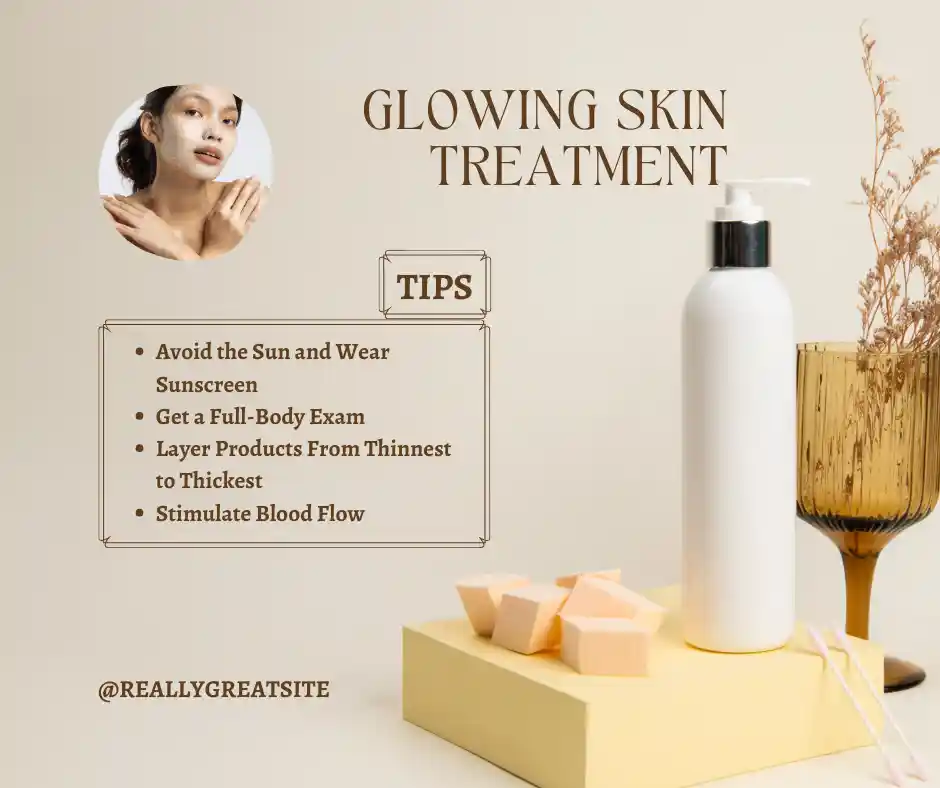 GLOWING SKIN
TREATMENT
TIPS
• Avoid the Sun and Wear
Sunscreen
• Get a Full-Body Exam
• Layer Products From Thinnest
to Thickest
• Stimulate Blood Flow
@REALLYGREATSITE